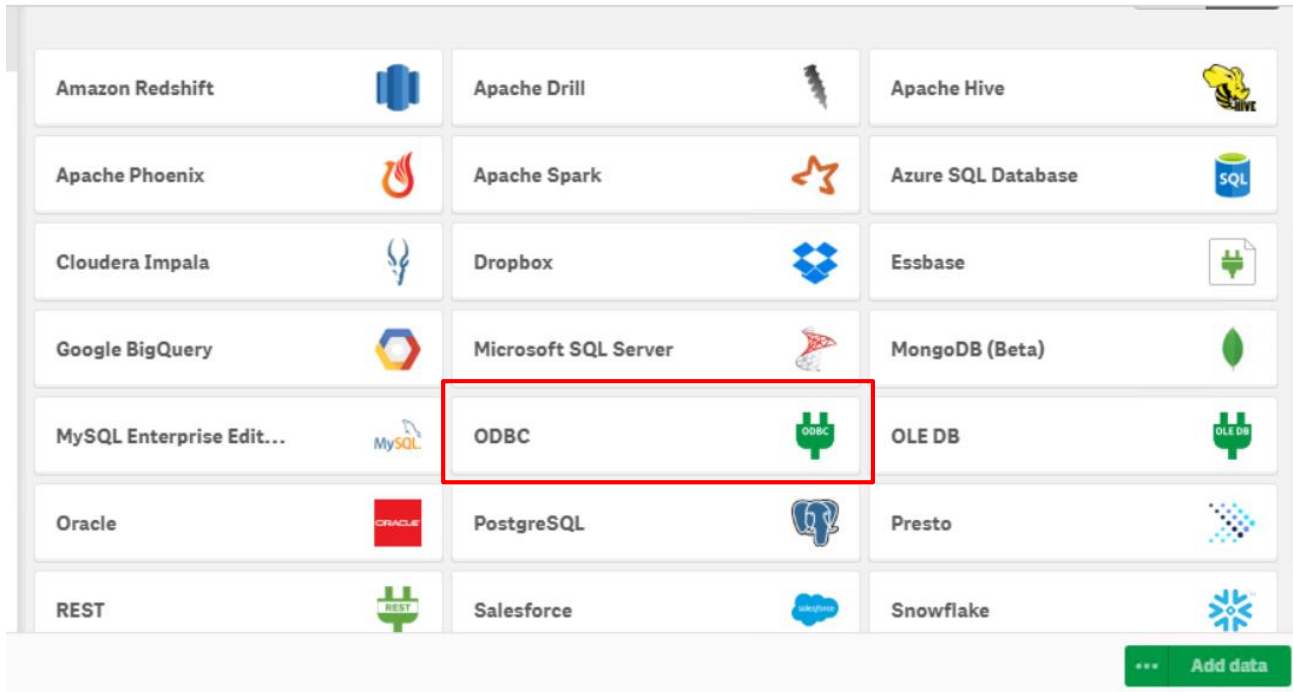 Amazon Redshift
Apache Drill
Apache Hive
HIVE
Apache Phoenix
Apache Spark
Azure SQL Database
SQL
Cloudera Impala
Dropbox
Essbase
Google BigQuery
Microsoft SQL Server
MongoDB (Beta)
MySQL Enterprise Edit...
MySQL
ODBC
ODBC
OLE DB
OLE DB
Oracle
ORACLE
PostgreSQL
Presto
REST
REST
Salesforce
salesforce
Snowflake
... Add data